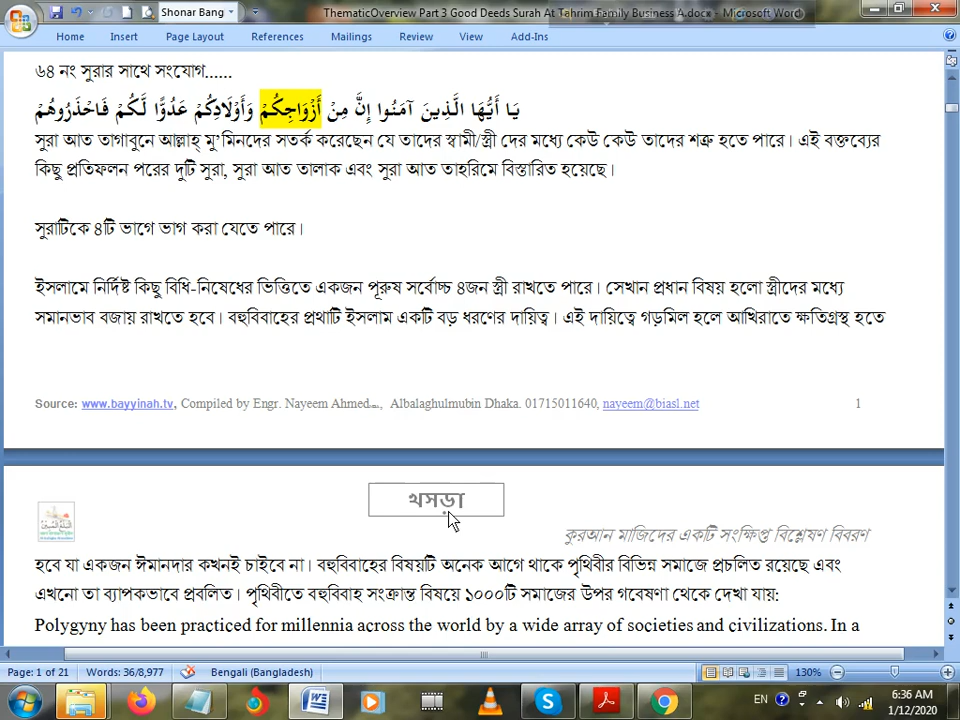 Shonar Bang
ThematicOverview Part 3 Good Deeds Surah At Tahrim Family Business A.docx - Microsoft Word
Home Insert Page Layout References Mailings Review View Add-Ins
৬৪ নং সুরার সাথে সংযোগ......
يَا أَيُّهَا الَّذِينَ آمَنُوا إِنَّ مِنْ أَزْوَاجِكُمْ وَأَوْلَادِكُمْ عَدُوًّا لَّكُمْ فَاحْذَرُوهُمْ
সুরা আত তাগাবুনে আল্লাহ্ মু'মিনদের সতর্ক করেছেন যে তাদের স্বামী/স্ত্রী দের মধ্যে কেউ কেউ তাদের শত্রু হতে পারে। এই বক্তব্যের
কিছু প্রতিফলন পরের দুটি সুরা, সুরা আত তালাক এবং সুরা আত তাহরিমে বিস্তারিত হয়েছে।
সুরাটিকে ৪টি ভাগে ভাগ করা যেতে পারে।
ইসলামে নির্দিষ্ট কিছু বিধি-নিষেধের ভিত্তিতে একজন পূরুষ সর্বোচ্চ ৪জন স্ত্রী রাখতে পারে। সেখান প্রধান বিষয় হলো স্ত্রীদের মধ্যে
সমানভাব বজায় রাখতে হবে। বহুবিবাহের প্রথাটি ইসলাম একটি বড় ধরণের দায়িত্ব। এই দায়িত্বে গড়মিল হলে আখিরাতে ক্ষতিগ্রস্থ হতে
Source: www.bayyinah.tv, Compiled by Engr. Nayeem Ahmed, Albalaghulmubin Dhaka. 01715011640, nayeem@biasl.net 1
খসড়া
কুরআন মাজিদের একটি সংক্ষিপ্ত বিশ্লেষণ বিবরণ
হবে যা একজন ঈমানদার কখনই চাইবে না। বহুবিবাহের বিষয়টি অনেক আগে থাকে পৃথিবীর বিভিন্ন সমাজে প্রচলিত রয়েছে এবং
এখনো তা ব্যাপকভাবে প্রবলিত। পৃথিবীতে বহুবিবাহ সংক্রান্ত বিষয়ে ১০০০টি সমাজের উপর গবেষণা থেকে দেখা যায়:
Polygyny has been practiced for millennia across the world by a wide array of societies and civilizations. In a
Page: 1 of 21 Words: 36/8,977 Bengali (Bangladesh) 130%
EN 6:36 AM
1/12/2020